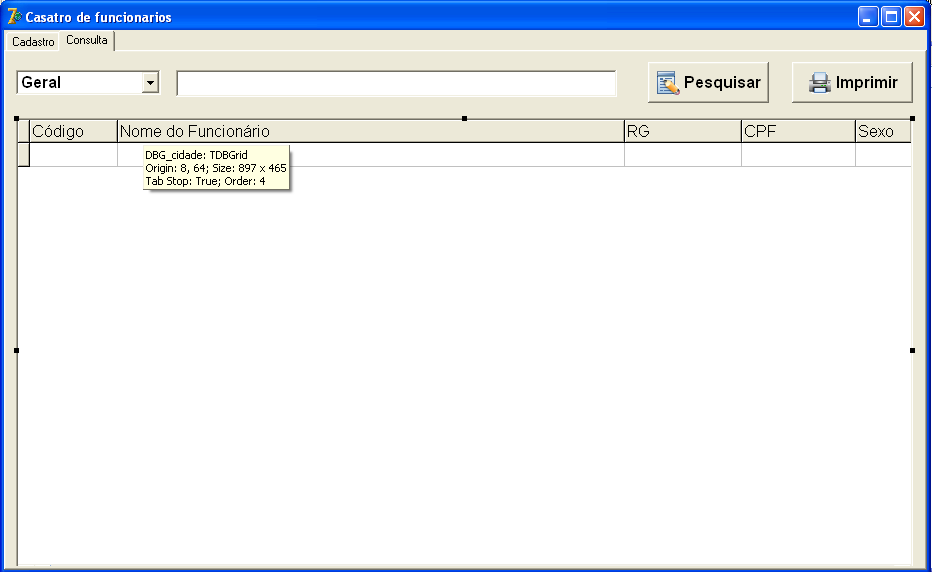 Casatro de funcionarios
Cadastro Consulta
Geral Pesquisar Imprimir
Código Nome do Funcionário RG CPF Sexo
DBG_cidade: TDBGrid
Origin: 8, 64; Size: 897 x 465
Tab Stop: True; Order: 4